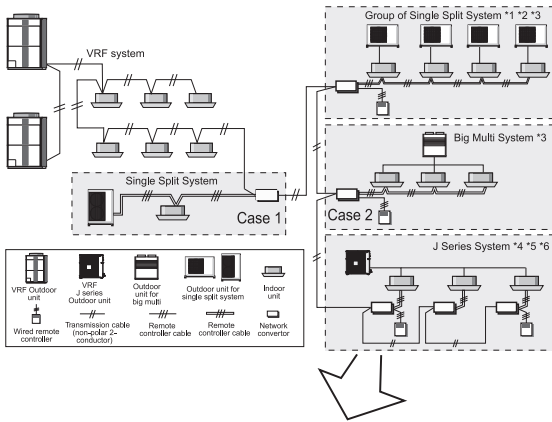 Group of Single Split System *1 *2 *3
VRF system
Big Multi System *3
Single Split System
Case 1
Case 2
J Series System *4 *5 *6
VRF Outdoor
unit
VRF
J series
Outdoor unit
Outdoor
unit for
big multi
Outdoor unit for
single split system
Indoor
unit
Wired remote
controller
Transmission cable
(non-polar 2-
conductor)
Remote
controller cable
Remote
controller cable
Network
convertor